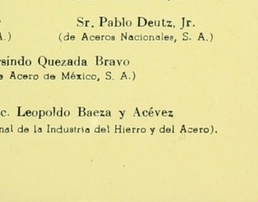 Sr. Pablo Deutz, Jr.
A.) (de Aceros Nacionales, S. A.)
rsindo Quezada Bravo
e Acero de México, S. A.)
c. Leopoldo Baeza y Acévez
nal de la Industria del Hierro y del Acero).